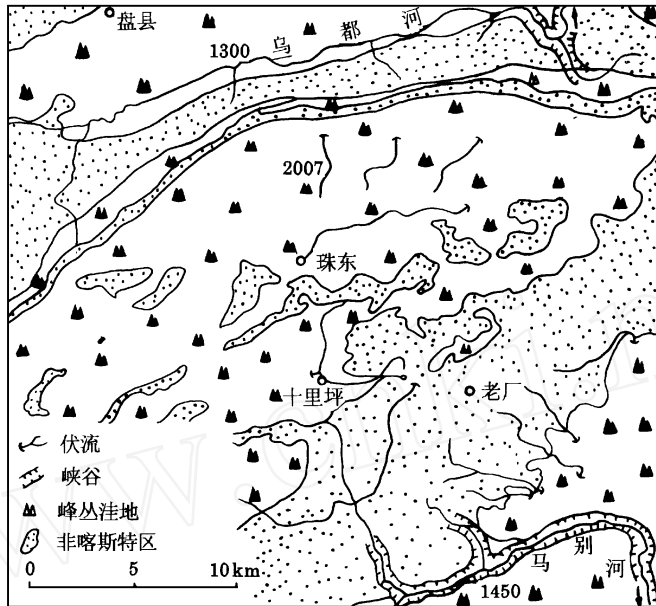 盘县
1300
乌都河
2007
珠东
十里坪
老厂
伏流
峡谷
峰丛洼地
非喀斯特区
0 5 10 km
马别河
1450